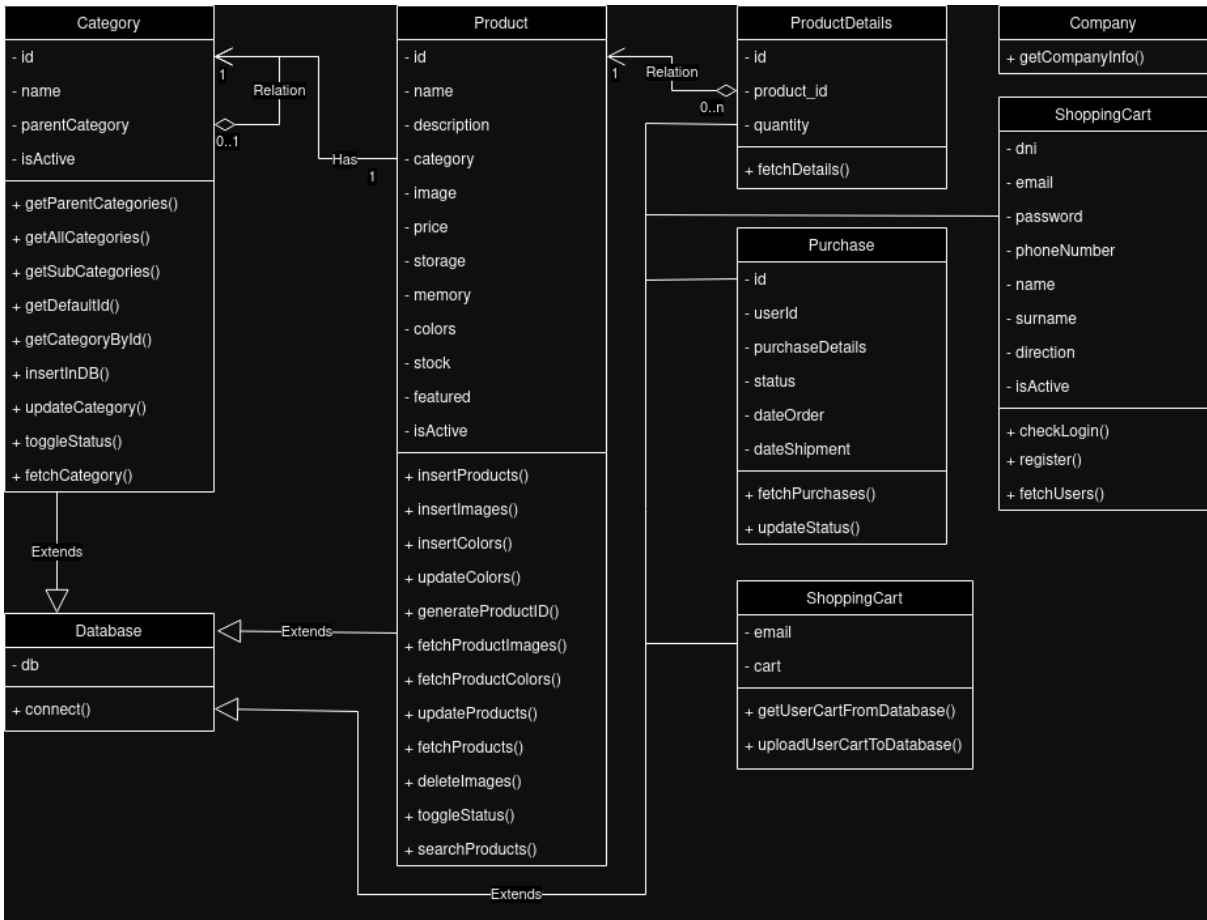 Category
- id
- name
- parentCategory
- isActive
+ getParentCategories()
+ getAllCategories()
+ getSubCategories()
+ getDefaultId()
+ getCategoryById()
+ insertInDB()
+ updateCategory()
+ toggleStatus()
+ fetchCategory()
1
Relation
0..1
Has
1
Extends
Database
- db
+ connect()
Extends
Extends
Product
- id
- name
- description
- category
- image
- price
- storage
- memory
- colors
- stock
- featured
- isActive
+ insertProducts()
+ insertImages()
+ insertColors()
+ updateColors()
+ generateProductID()
+ fetchProductImages()
+ fetchProductColors()
+ updateProducts()
+ fetchProducts()
+ deleteImages()
+ toggleStatus()
+ searchProducts()
1
Relation
0..n
ProductDetails
- id
- product_id
- quantity
+ fetchDetails()
Purchase
- id
- userId
- purchaseDetails
- status
- dateOrder
- dateShipment
+ fetchPurchases()
+ updateStatus()
ShoppingCart
- email
- cart
+ getUserCartFromDatabase()
+ uploadUserCartToDatabase()
Company
+ getCompanyInfo()
ShoppingCart
- dni
- email
- password
- phoneNumber
- name
- surname
- direction
- isActive
+ checkLogin()
+ register()
+ fetchUsers()